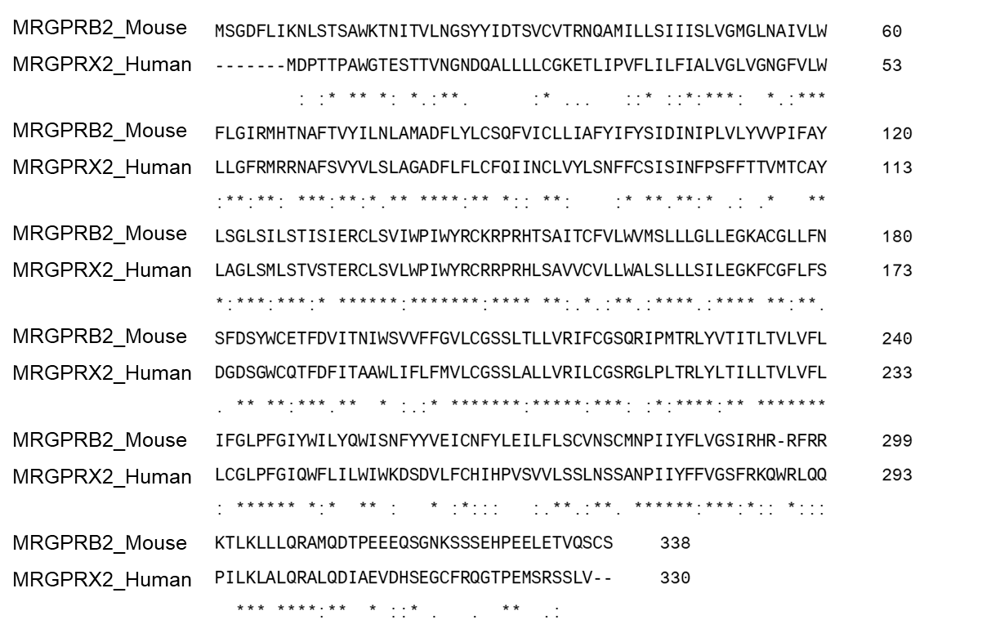 MRGPRB2_Mouse MSGDFLIKNLSTSAWKTNITVLNGSYYIDTSVCVTRNQAMILLSIIISLVGMGLNAIVLW 60
MRGPRX2_Human -------MDPTTPAWGTESTTVNGNDQALLLLCGKETLIPVFLILFIALVGLVGNGFVLW 53
: :* ** *: *.:**. :* ... ::* ::*:***: *.:***
MRGPRB2_Mouse FLGIRMHTNAFTVYILNLAMADFLYLCSQFVICLLIAFYIFYSIDINIPLVLYVVPIFAY 120
MRGPRX2_Human LLGFRMRRNAFSVYVLSLAGADFLFLCFQIINCLVYLSNFFCSISINFPSFFTTVMTCAY 113
:**:**: ***:**:*.** ****:** *:: **: :* **.**:* .: .* **
MRGPRB2_Mouse LSGLSILSTISIERCLSVIWPIWYRCKRPRHTSAITCFVLWVMSLLLGLLEGKACGLLFN 180
MRGPRX2_Human LAGLSMLSTVSTERCLSVLWPIWYRCRRPRHLSAVVCVLLWALSLLLSILEGKFCGFLFS 173
*:***:***:* ******:*******:**** **:.*.:**.:****.:**** **:**.
MRGPRB2_Mouse SFDSYWCETFDVITNIWSVVFFGVLCGSSLTLLVRIFCGSQRIPMTRLYVTITLTVLVFL 240
MRGPRX2_Human DGDSGWCQTFDFITAAWLIFLFMVLCGSSLALLVRILCGSRGLPLTRLYLTILLTVLVFL 233
. ** **:***.** * :.:* *******:*****:***: :*:****:** *******
MRGPRB2_Mouse IFGLPFGIYWILYQWISNFYYVEICNFYLEILFLSCVNSCMNPIIYFLVGSIRHR-RFRR 299
MRGPRX2_Human LCGLPFGIQWFLILWIWKDSDVLFCHIHPVSVVLSSLNSSANPIIYFFVGSFRKQWRLQQ 293
: ****** *:* ** : * :*::: :.**.:**. ******:***:*:: *:::
MRGPRB2_Mouse KTLKLLLQRAMQDTPEEEQSGNKSSSEHPEELETVQSCS 338
MRGPRX2_Human PILKLALQRALQDIAEVDHSEGCFRQGTPEMSRSSLV-- 330
*** ****:** * ::* . . ** .: